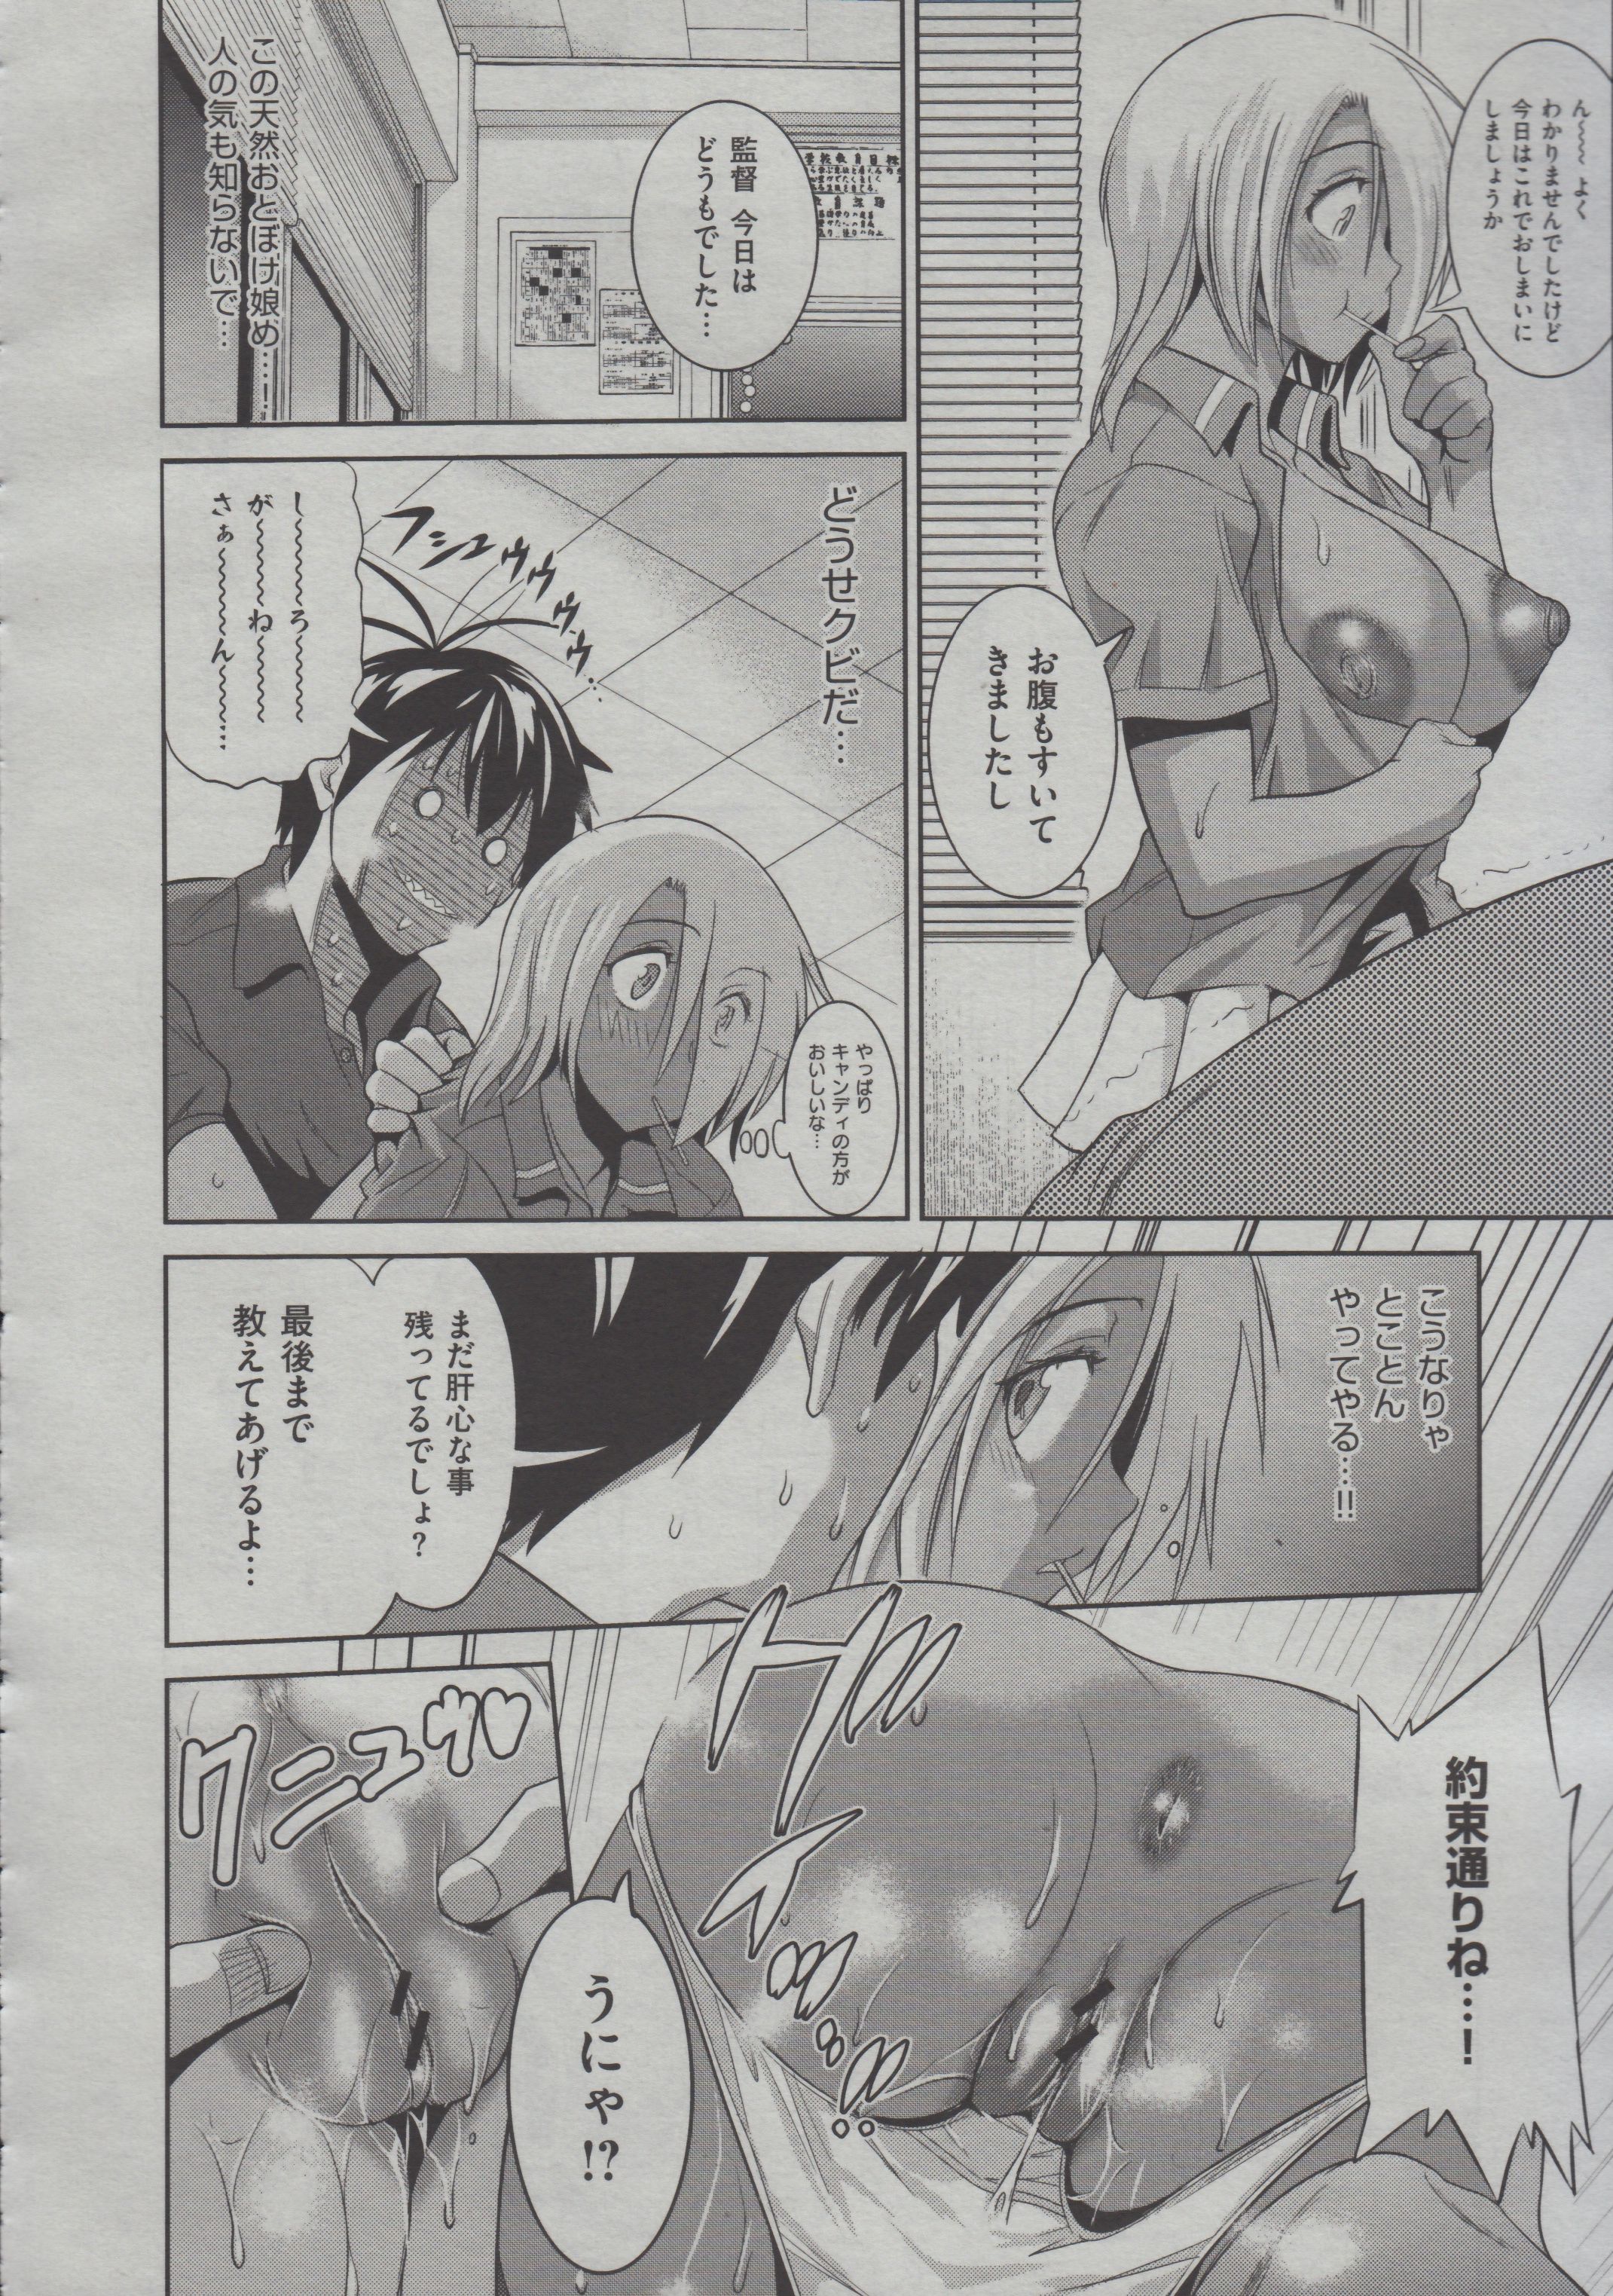 ん～～～よく
わかりませんでしたけど
今日はこれでおしまいに
しましょうか
お腹もすいて
きましたし
監督 今日は
どうもでした…
この天然おとぼけ娘め…!
人の気も知らないで…
どうせクビだ…
フシュウゥゥゥ…
し～～～ろ～～～
が～～～ね～～～
さぁ～～～ん～～～…
やっぱり
キャンディの方が
おいしいな…
こうなりゃ
とことん
やってやる…!!
まだ肝心な事
残ってるでしょ?
最後まで
教えてあげるよ…
約束通りね…!
うにゃ!?
クニュウ♡